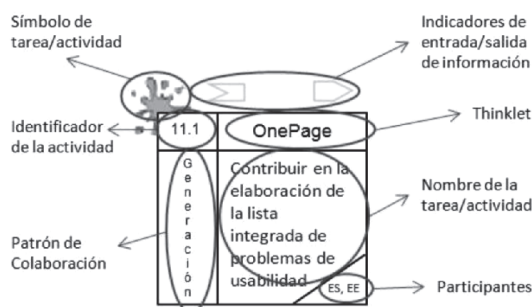 Símbolo de
tarea/actividad
Indicadores de
entrada/salida
de información
Identificador
de la actividad
11.1
OnePage
Thinklet
Generación
Contribuir en la
elaboración de
la lista
integrada de
problemas de
usabilidad
Nombre de la
tarea/actividad
Patrón de
Colaboración
ES, EE
Participantes